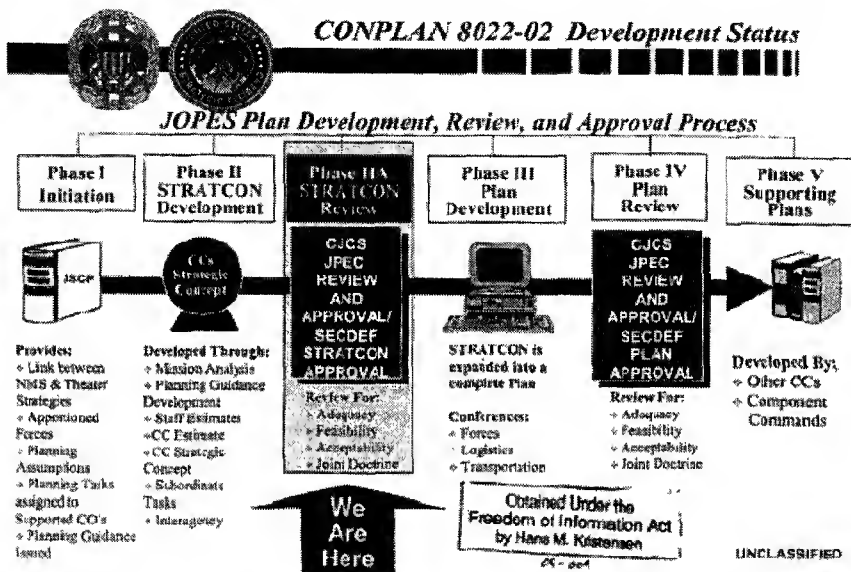 CONPLAN 8022-02 Development Status
JOPES Plan Development, Review, and Approval Process
Phase I
Initiation
Phase II
STRATCON
Development
Phase IIA
STRATCON
Review
Phase III
Plan
Development
Phase IV
Plan
Review
Phase V
Supporting
Plans
JSCP
CCs
Strategic
Concept
CJCS
JPEC
REVIEW
AND
APPROVAL/
SECDEF
STRATCON
APPROVAL
CJCS
JPEC
REVIEW
AND
APPROVAL/
SECDEF
PLAN
APPROVAL
Provides:
Link between
NMS & Theater
Strategies
Apportioned
Forces
Planning
Assumptions
Planning Tasks
assigned to
Supported CO's
Planning Guidance
Issued
Developed Through:
Mission Analysis
Planning Guidance
Development
Staff Estimates
CC Estimate
CC Strategic
Concept
Subordinate
Tasks
Interagency
Review For:
Adequacy
Feasibility
Acceptability
Joint Doctrine
STRATCON is
expanded into a
complete Plan
Conferences:
Forces
Logistics
Transportation
Review For:
Adequacy
Feasibility
Acceptability
Joint Doctrine
Developed By:
Other CCs
Component
Commands
We
Are
Here
Obtained Under the
Freedom of Information Act
by Hans M. Kristensen
UNCLASSIFIED